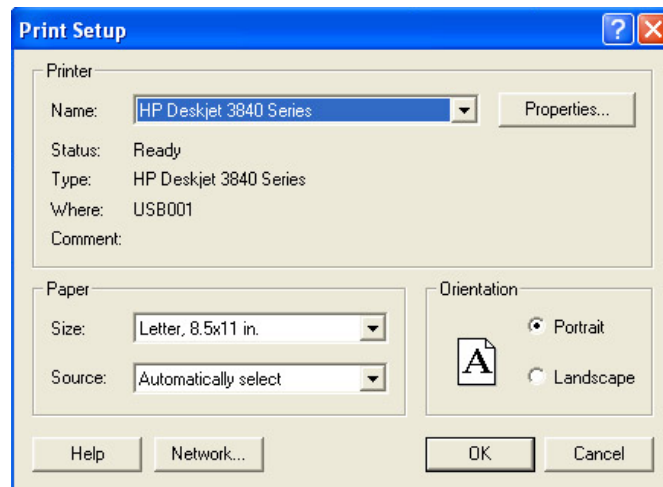 Print Setup
Printer
Name: HP Deskjet 3840 Series Properties...
Status: Ready
Type: HP Deskjet 3840 Series
Where: USB001
Comment:
Paper
Size: Letter, 8.5x11 in.
Source: Automatically select
Orientation
A
Portrait
Landscape
Help Network... OK Cancel